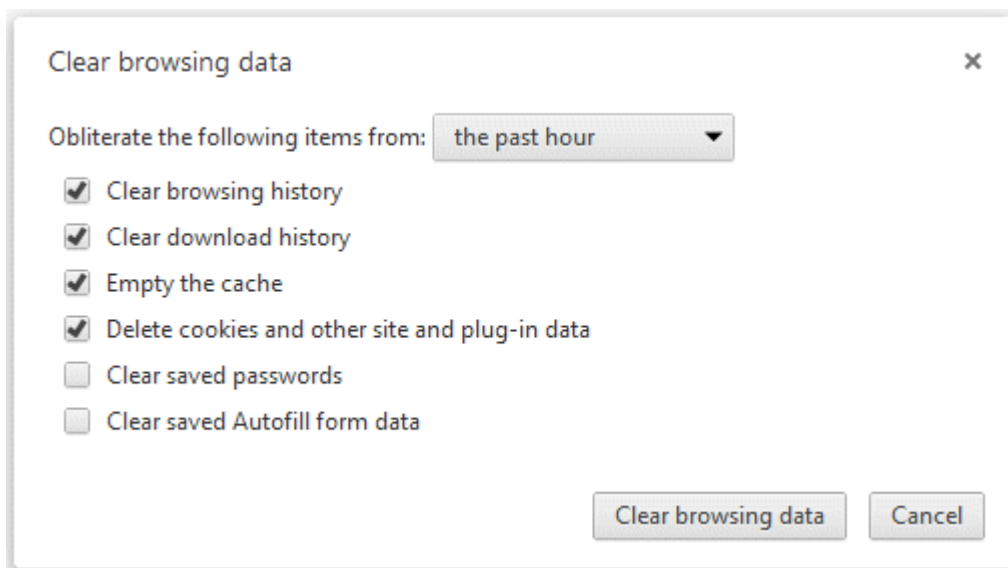 Clear browsing data
Obliterate the following items from: the past hour
Clear browsing history
Clear download history
Empty the cache
Delete cookies and other site and plug-in data
Clear saved passwords
Clear saved Autofill form data
Clear browsing data Cancel